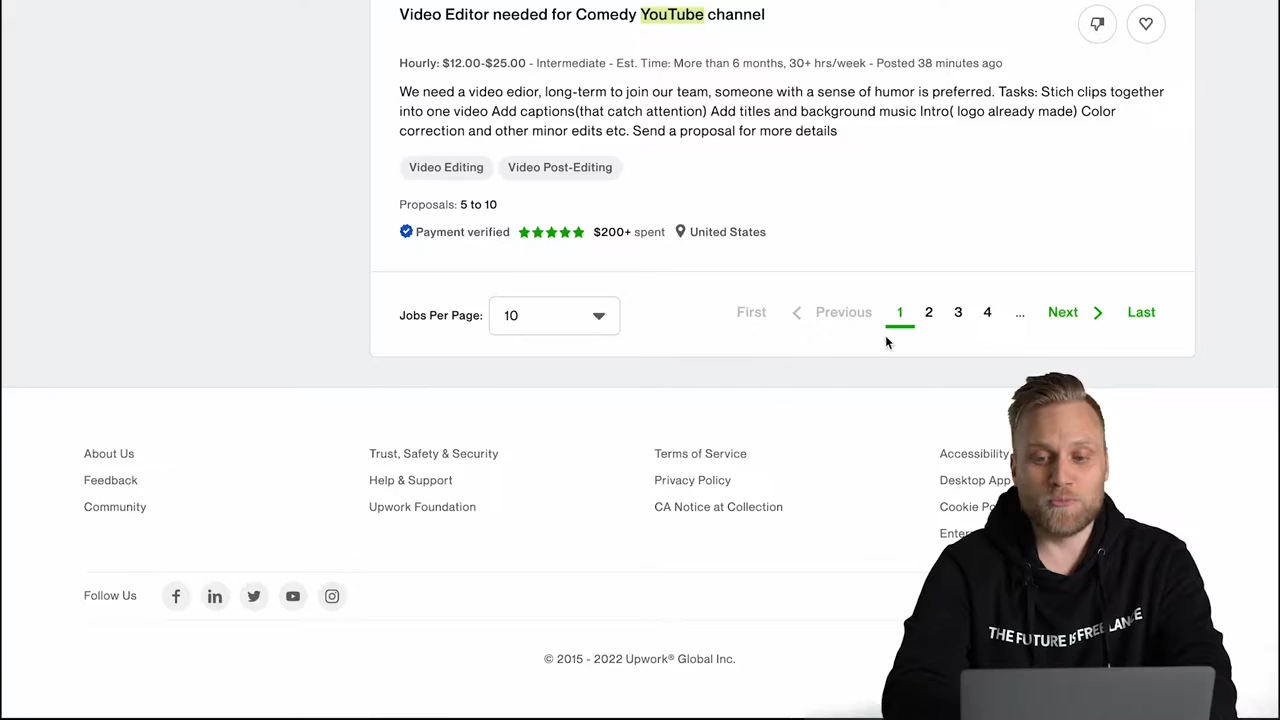 Video Editor needed for Comedy YouTube channel
Hourly: $12.00-$25.00 - Intermediate - Est. Time: More than 6 months, 30+ hrs/week - Posted 38 minutes ago
We need a video edior, long-term to join our team, someone with a sense of humor is preferred. Tasks: Stich clips together
into one video Add captions(that catch attention) Add titles and background music Intro( logo already made) Color
correction and other minor edits etc. Send a proposal for more details
Video Editing Video Post-Editing
Proposals: 5 to 10
Payment verified $200+ spent United States
Jobs Per Page: 10 First Previous 1 2 3 4 ... Next Last
About Us Trust, Safety & Security Terms of Service Accessibility
Feedback Help & Support Privacy Policy Desktop App
Community Upwork Foundation CA Notice at Collection Cookie
Follow Us
THE FUTURE IS FREELANCE
© 2015 - 2022 Upwork® Global Inc.